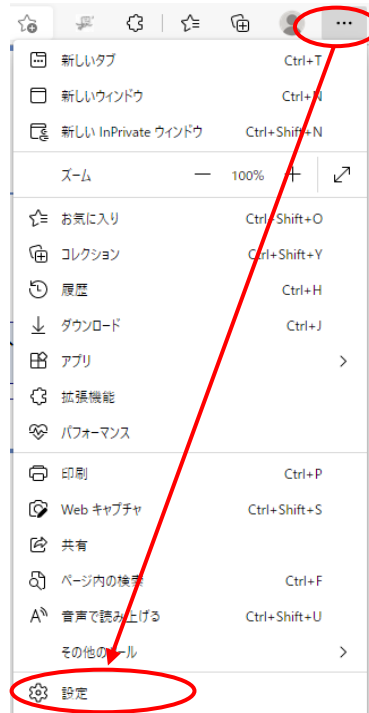 新しいタブ Ctrl+T
新しいウィンドウ Ctrl+N
新しい InPrivate ウィンドウ Ctrl+Shift+N
ズーム — 100% +
お気に入り Ctrl+Shift+O
コレクション Ctrl+Shift+Y
履歴 Ctrl+H
ダウンロード Ctrl+J
アプリ
拡張機能
パフォーマンス
印刷 Ctrl+P
Web キャプチャ Ctrl+Shift+S
共有
ページ内の検索 Ctrl+F
音声で読み上げる Ctrl+Shift+U
その他のツール
設定